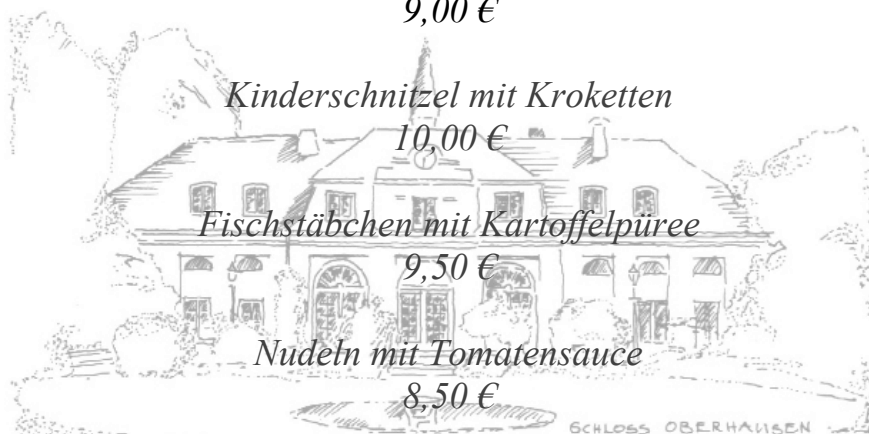 9,00 €
Kinderschnitzel mit Kroketten
10,00 €
Fischstäbchen mit Kartoffelpüree
9,50 €
Nudeln mit Tomatensauce
8,50 €
SCHLOSS OBERHAUSEN